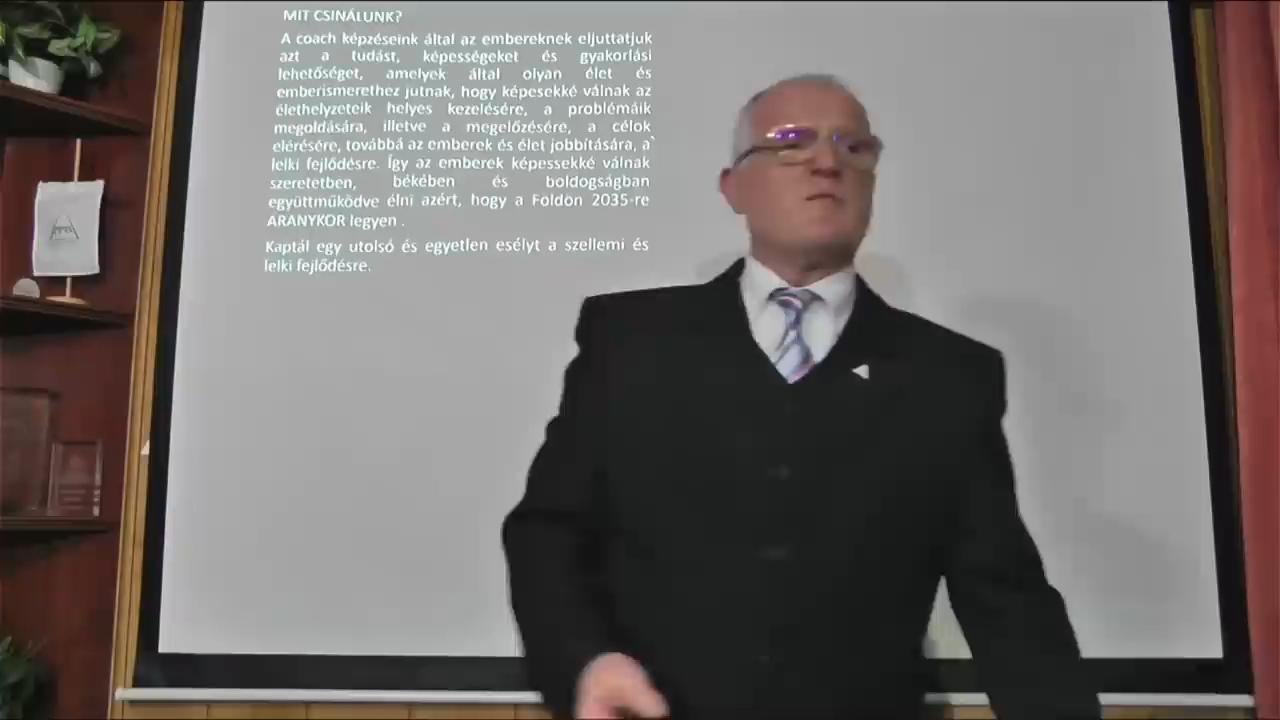 MIT CSINÁLUNK?
A coach képzéseink által az embereknek eljuttatjuk
azt a tudást, képességeket és gyakorlási
lehetőséget, amelyek által olyan élet és
emberismerethez jutnak, hogy képesekké válnak az
élethelyzeteik helyes kezelésére, a problémáik
megoldására, illetve a megelőzésére, a célok
elérésére, továbbá az emberek és élet jobbítására, a
lelki fejlődésre. Így az emberek képessekké válnak
szeretetben, békében és boldogságban
együttműködve élni azért, hogy a Földön 2035-re
ARANYKOR legyen .
Kaptál egy utolsó és egyetlen esélyt a szellemi és
lelki fejlődésre.